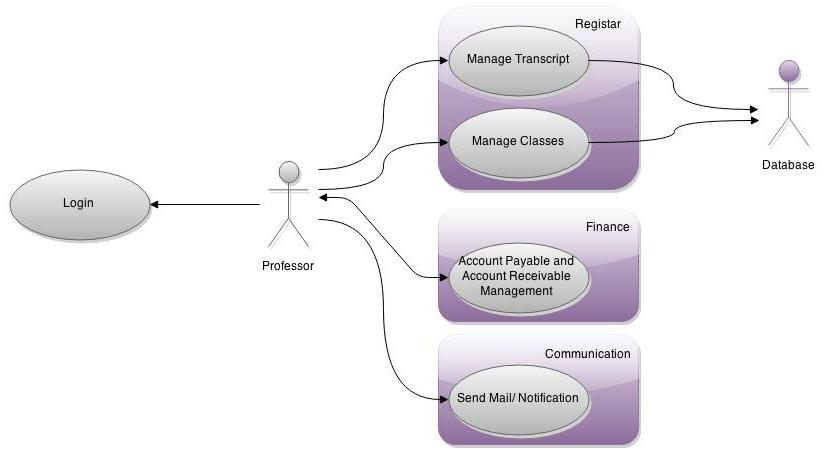 Registar
Manage Transcript
Manage Classes
Database
Login
Professor
Finance
Account Payable and
Account Receivable
Management
Communication
Send Mail/ Notification